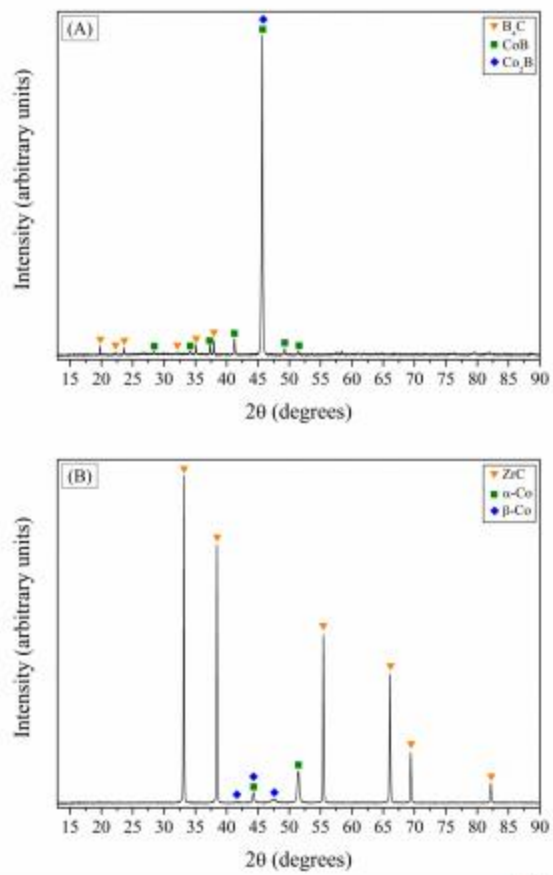 (A)
B₄C
CoB
Co₂B
Intensity (arbitrary units)
15 20 25 30 35 40 45 50 55 60 65 70 75 80 85 90
2θ (degrees)
(B)
ZrC
α-Co
β-Co
Intensity (arbitrary units)
15 20 25 30 35 40 45 50 55 60 65 70 75 80 85 90
2θ (degrees)